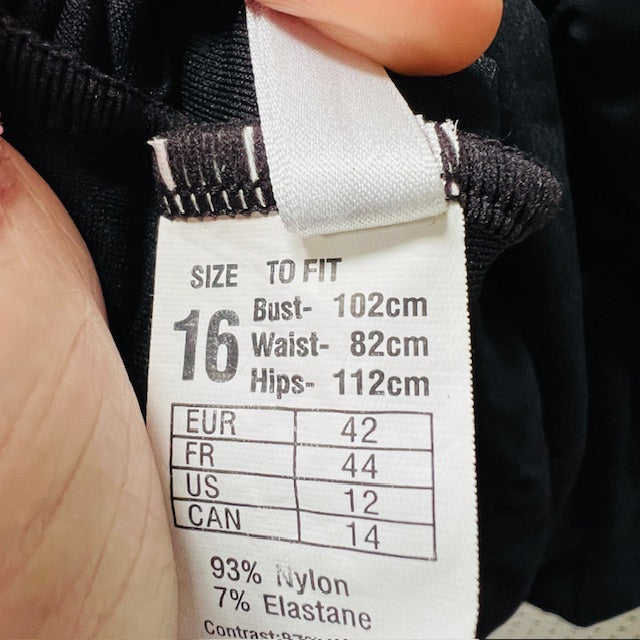 SIZE TO FIT
16
Bust- 102cm
Waist- 82cm
Hips- 112cm
EUR 42
FR 44
US 12
CAN 14
93% Nylon
7% Elastane
Contrast: